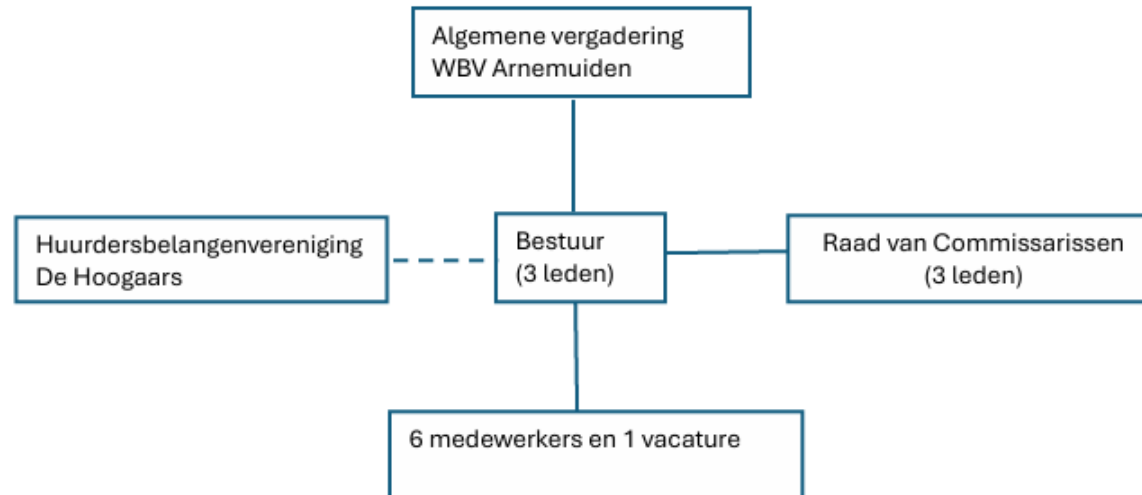 Algemene vergadering
WBV Arnemuiden
Huurdersbelangenvereniging
De Hoogaars
Bestuur
(3 leden)
Raad van Commissarissen
(3 leden)
6 medewerkers en 1 vacature